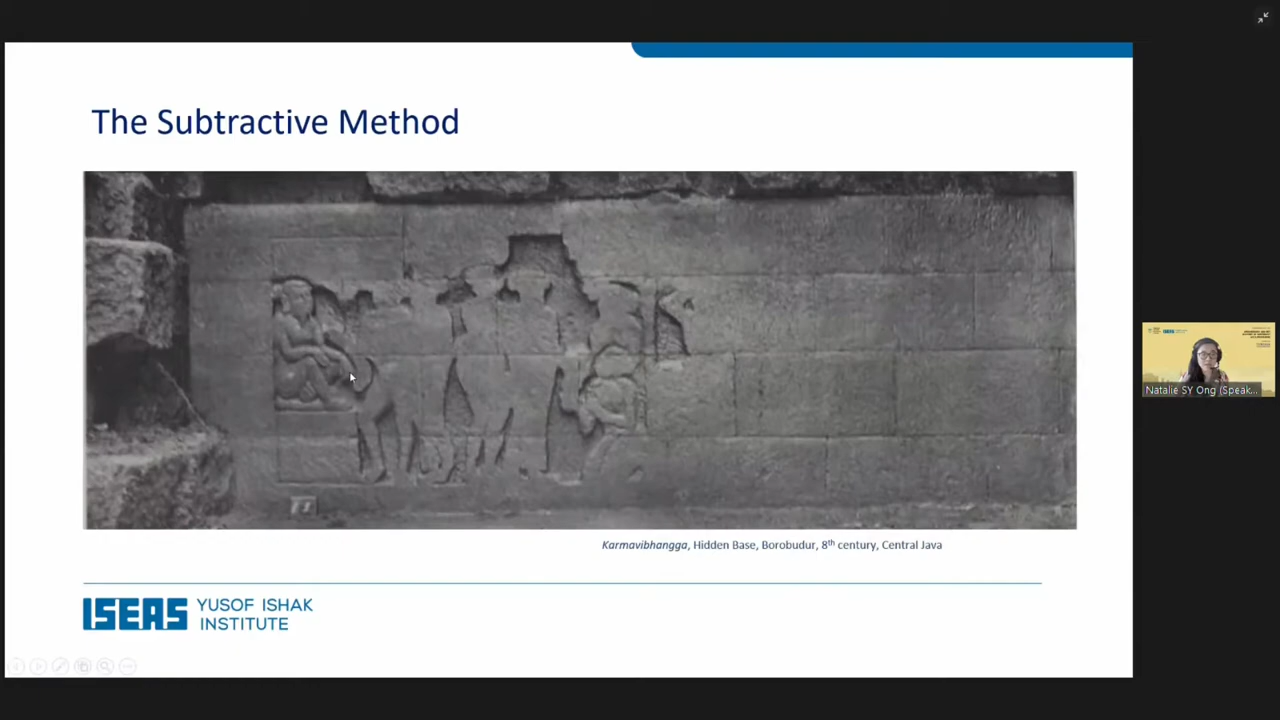 The Subtractive Method
Karmavibhangga, Hidden Base, Borobudur, 8th century, Central Java
ISEAS YUSOF ISHAK
INSTITUTE
Natalie SY Ong (Speak...